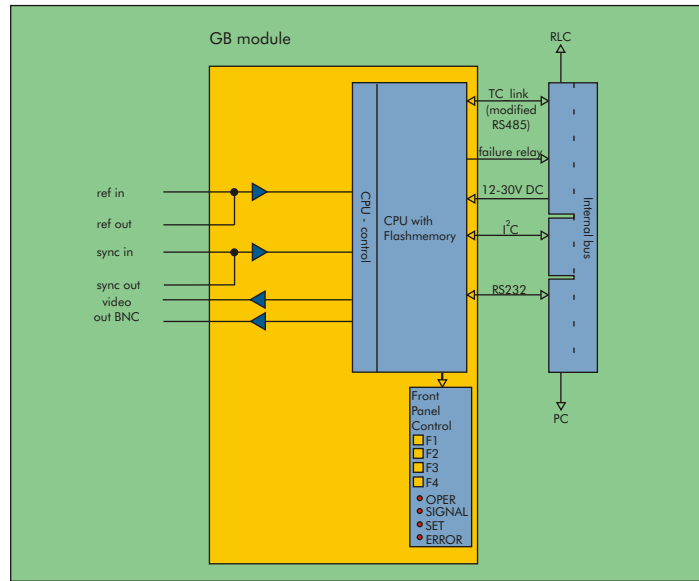 GB module
RLC
TC link
(modified
RS485)
failure relay
12-30V DC
I²C
RS232
Internal bus
PC
ref in
ref out
sync in
sync out
video
out BNC
CPU - control
CPU with
Flashmemory
Front
Panel
Control
F1
F2
F3
F4
OPER
SIGNAL
SET
ERROR